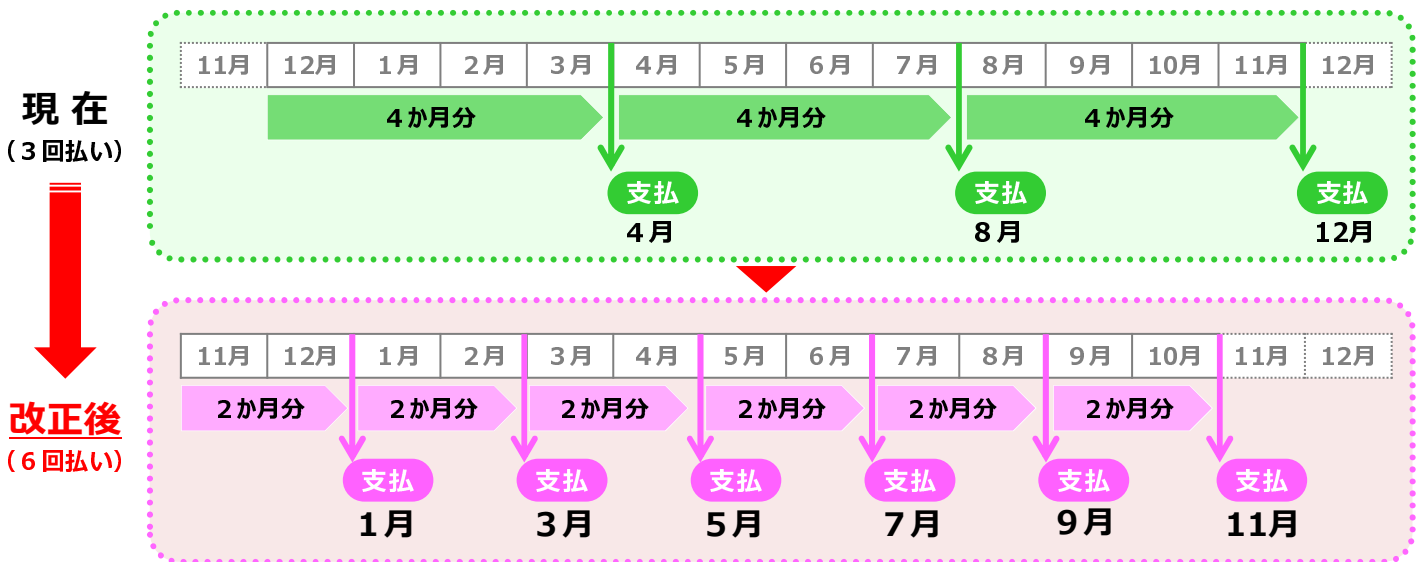 11月 12月 １月 ２月 ３月 ４月 ５月 ６月 ７月 ８月 ９月 10月 11月 12月
現 在
（３回払い）
４か月分 ４か月分 ４か月分
支払 支払 支払
４月 ８月 12月
11月 12月 １月 ２月 ３月 ４月 ５月 ６月 ７月 ８月 ９月 10月 11月 12月
改正後
（６回払い）
２か月分 ２か月分 ２か月分 ２か月分 ２か月分 ２か月分
支払 支払 支払 支払 支払 支払
１月 ３月 ５月 ７月 ９月 11月